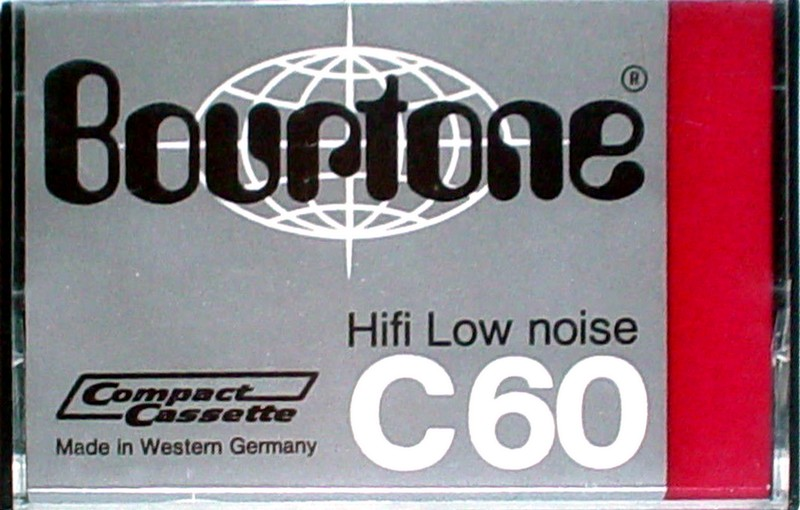 Bourtone ®
Hifi Low noise
C60
Compact
Cassette
Made in Western Germany